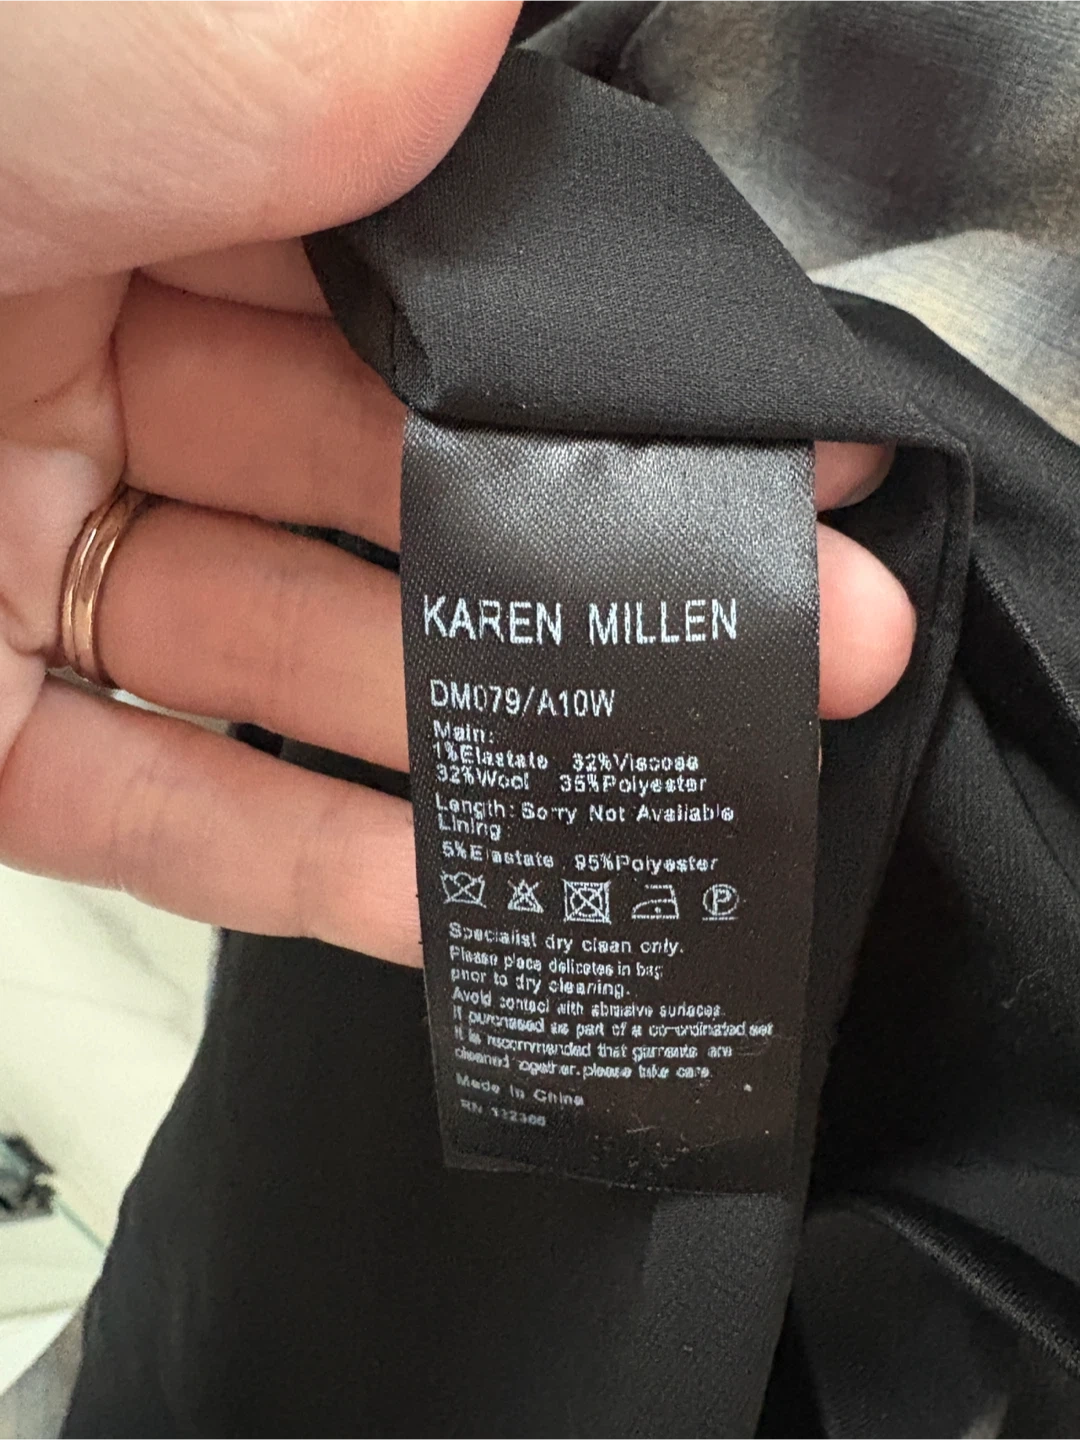 KAREN MILLEN
DM079/A10W
Main:
1%Elastate 32%Viscose
32%Wool 35%Polyester
Length: Sorry Not Available
Lining:
5%Elastate 95%Polyester
P
Specialist dry clean only.
Please place delicates in bag
prior to dry cleaning.
Avoid contact with abrasive surfaces.
If purchased as part of a co-ordinated set
it is recommended that garments are
cleaned together. please take care.
Made in China
RN